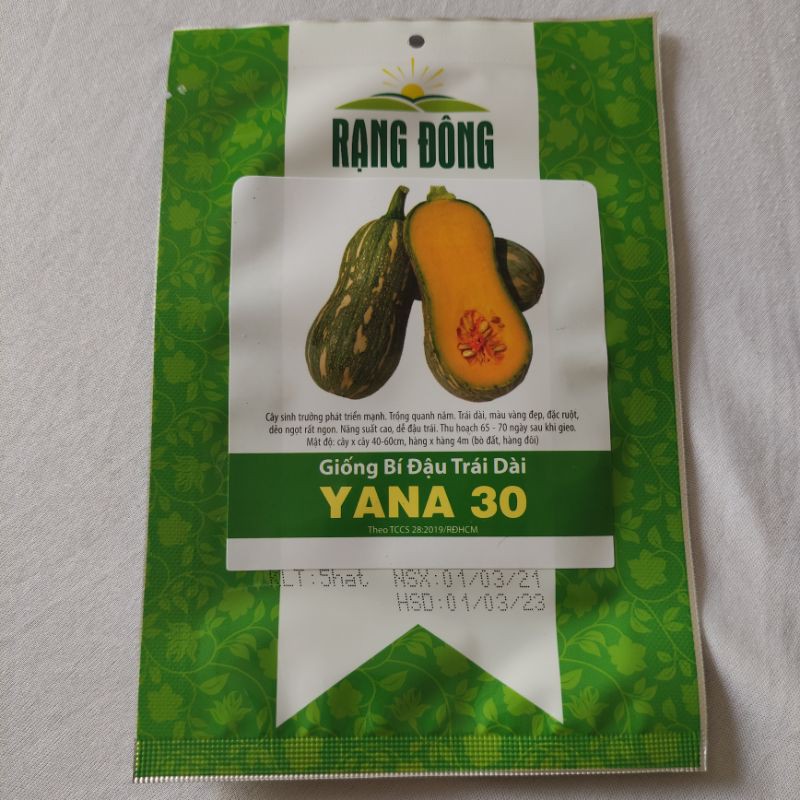 RẠNG ĐÔNG
Cây sinh trưởng phát triển mạnh. Trồng quanh năm. Trái dài, màu vàng đẹp, đặc ruột,
dẻo ngọt rất ngon. Năng suất cao, dễ đậu trái. Thu hoạch 65 - 70 ngày sau khi gieo.
Mật độ: cây x cây 40-60cm, hàng x hàng 4m (bò đất, hàng đôi)
Giống Bí Đậu Trái Dài
YANA 30
Theo TCCS 28:2019/RĐHCM
KLT:5hat NSX:01/03/21
HSD:01/03/23